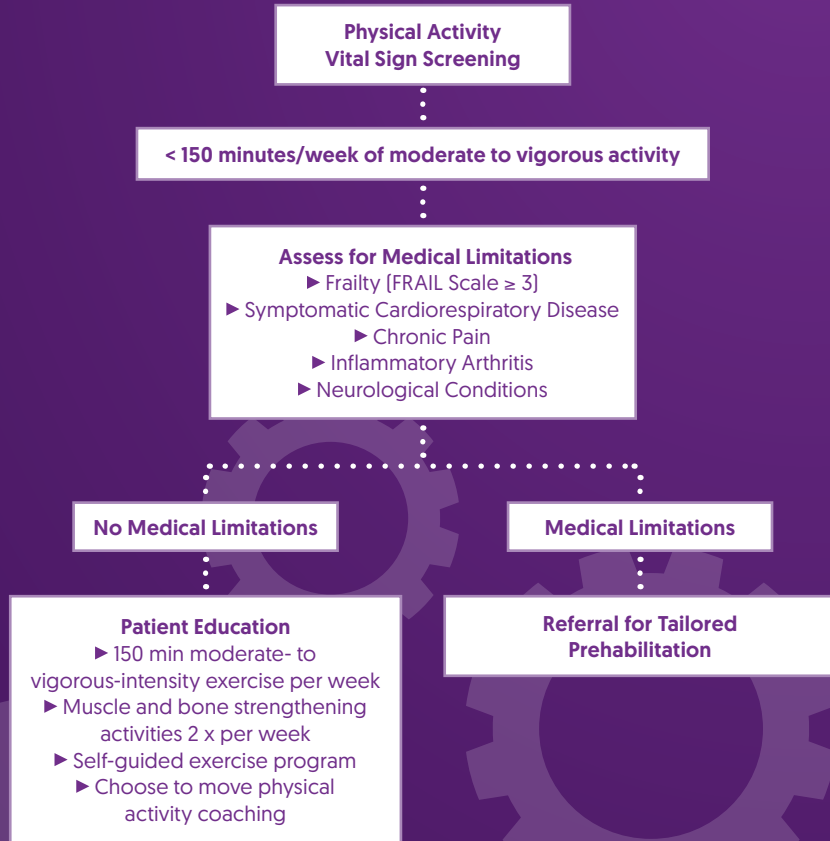 Physical Activity
Vital Sign Screening
< 150 minutes/week of moderate to vigorous activity
Assess for Medical Limitations
► Frailty (FRAIL Scale ≥ 3)
► Symptomatic Cardiorespiratory Disease
► Chronic Pain
► Inflammatory Arthritis
► Neurological Conditions
No Medical Limitations
Medical Limitations
Patient Education
► 150 min moderate- to
vigorous-intensity exercise per week
► Muscle and bone strengthening
activities 2 x per week
► Self-guided exercise program
► Choose to move physical
activity coaching
Referral for Tailored
Prehabilitation